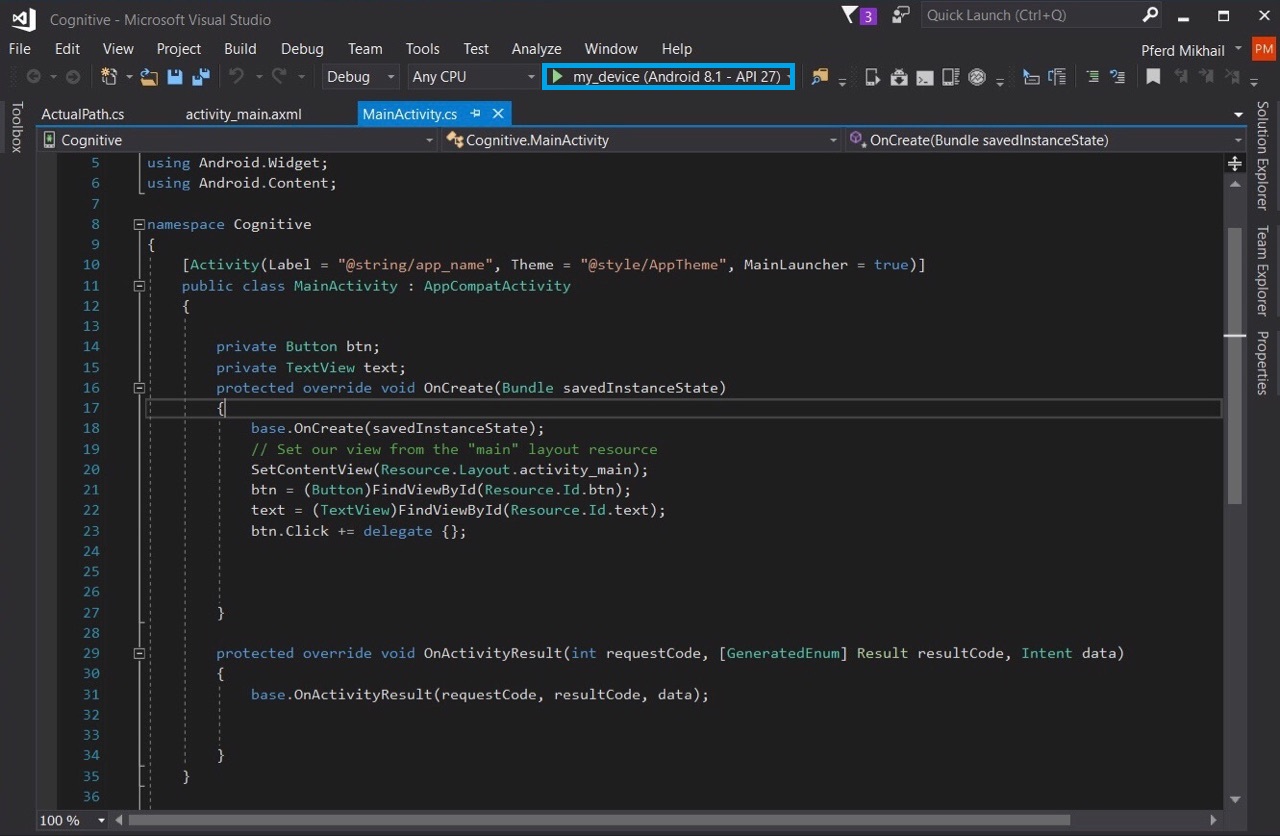 Cognitive - Microsoft Visual Studio
3
Quick Launch (Ctrl+Q)
File Edit View Project Build Debug Team Tools Test Analyze Window Help
Pferd Mikhail PM
Debug Any CPU my_device (Android 8.1 - API 27)
Toolbox
ActualPath.cs activity_main.axml MainActivity.cs
Cognitive Cognitive.MainActivity OnCreate(Bundle savedInstanceState)
5 using Android.Widget;
6 using Android.Content;
7
8 namespace Cognitive
9 {
10 [Activity(Label = "@string/app_name", Theme = "@style/AppTheme", MainLauncher = true)]
11 public class MainActivity : AppCompatActivity
12 {
13
14 private Button btn;
15 private TextView text;
16 protected override void OnCreate(Bundle savedInstanceState)
17 {
18 base.OnCreate(savedInstanceState);
19 // Set our view from the "main" layout resource
20 SetContentView(Resource.Layout.activity_main);
21 btn = (Button)FindViewById(Resource.Id.btn);
22 text = (TextView)FindViewById(Resource.Id.text);
23 btn.Click += delegate {};
24
25
26
27 }
28
29 protected override void OnActivityResult(int requestCode, [GeneratedEnum] Result resultCode, Intent data)
30 {
31 base.OnActivityResult(requestCode, resultCode, data);
32
33
34 }
35 }
36
100 %
Solution Explorer
Team Explorer
Properties